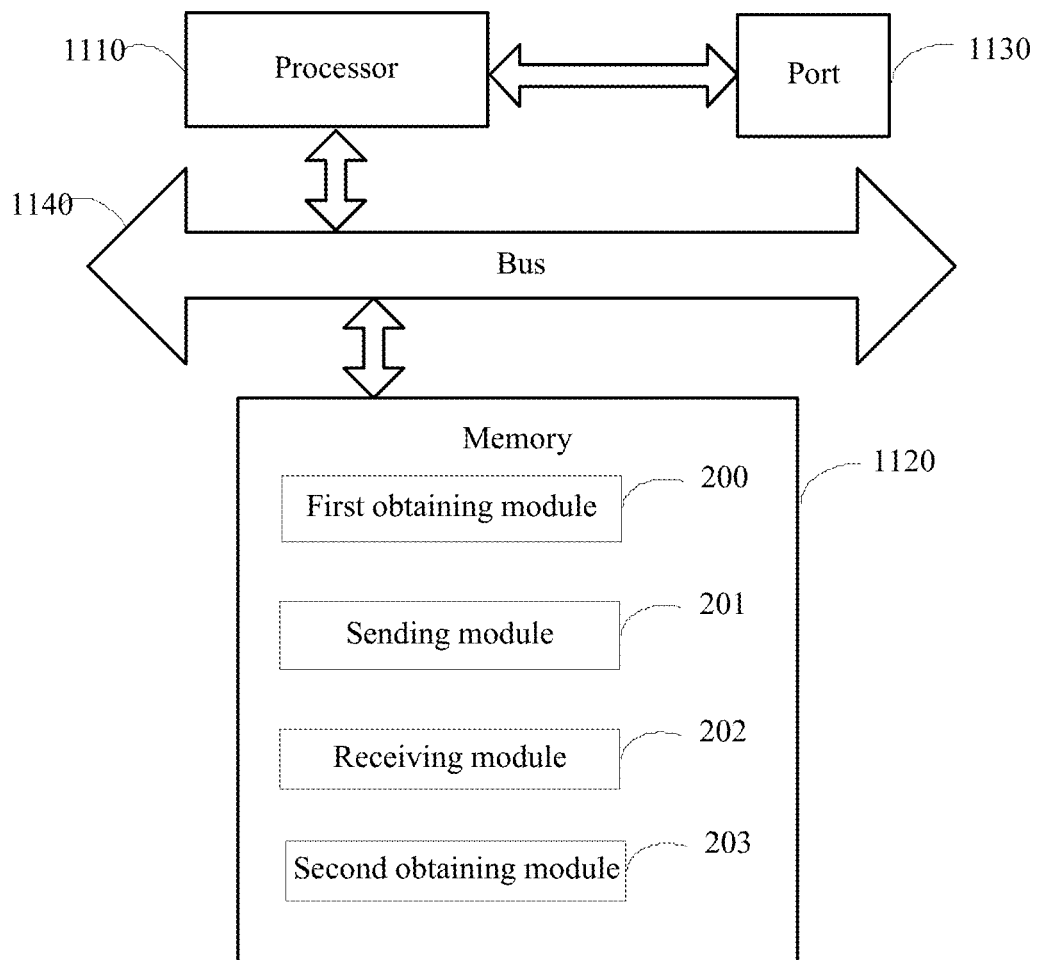 1110
Processor
Port
1130
1140
Bus
Memory
1120
First obtaining module
200
Sending module
201
Receiving module
202
Second obtaining module
203